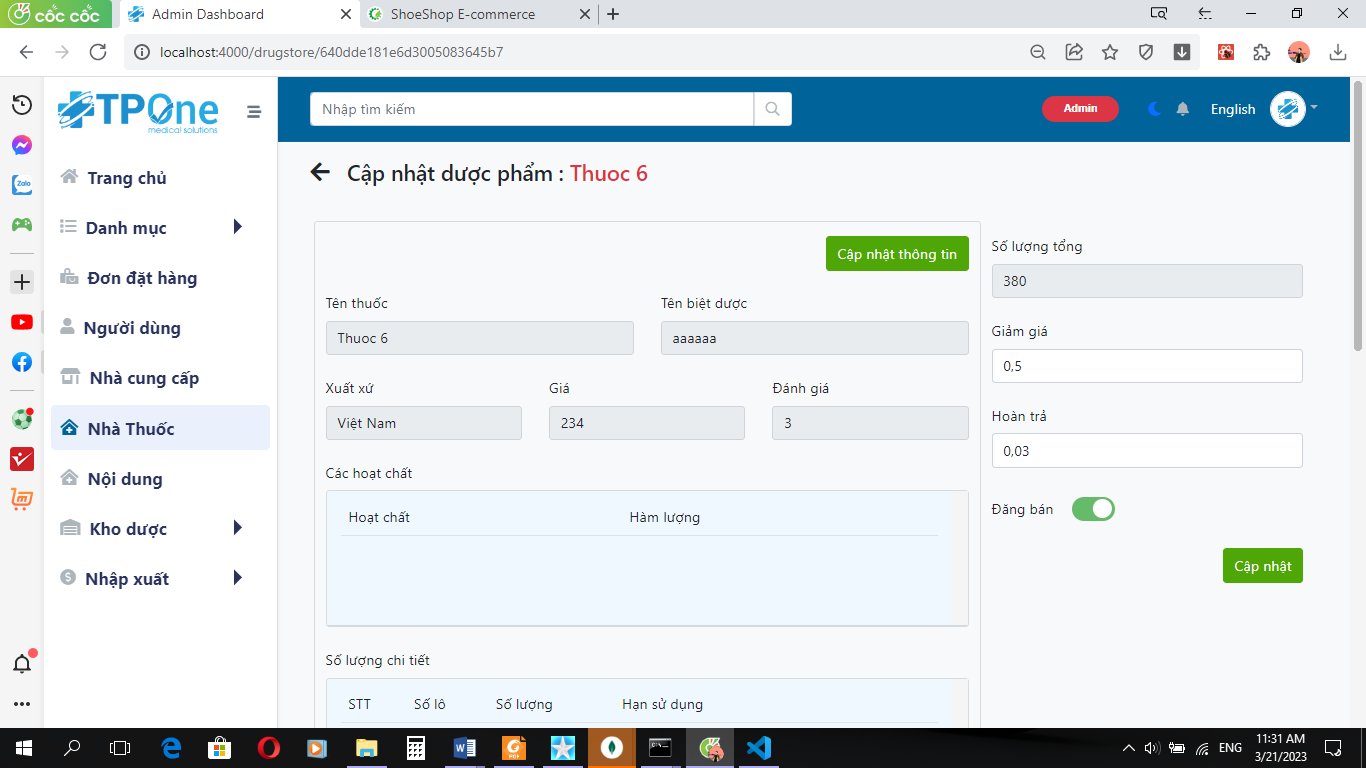 cốc cốc
Admin Dashboard
ShoeShop E-commerce
localhost:4000/drugstore/640dde181e6d3005083645b7
TPOne
medical solutions
Nhập tìm kiếm
Admin
English
Zalo
Trang chủ
Danh mục
Đơn đặt hàng
Người dùng
Nhà cung cấp
Nhà Thuốc
Nội dung
Kho dược
Nhập xuất
Cập nhật dược phẩm : Thuoc 6
Cập nhật thông tin
Tên thuốc
Tên biệt dược
Thuoc 6
aaaaaa
Xuất xứ
Giá
Đánh giá
Việt Nam
234
3
Các hoạt chất
Hoạt chất
Hàm lượng
Số lượng chi tiết
STT
Số lô
Số lượng
Hạn sử dụng
Số lượng tổng
380
Giảm giá
0,5
Hoàn trả
0,03
Đăng bán
Cập nhật
ENG
11:31 AM
3/21/2023